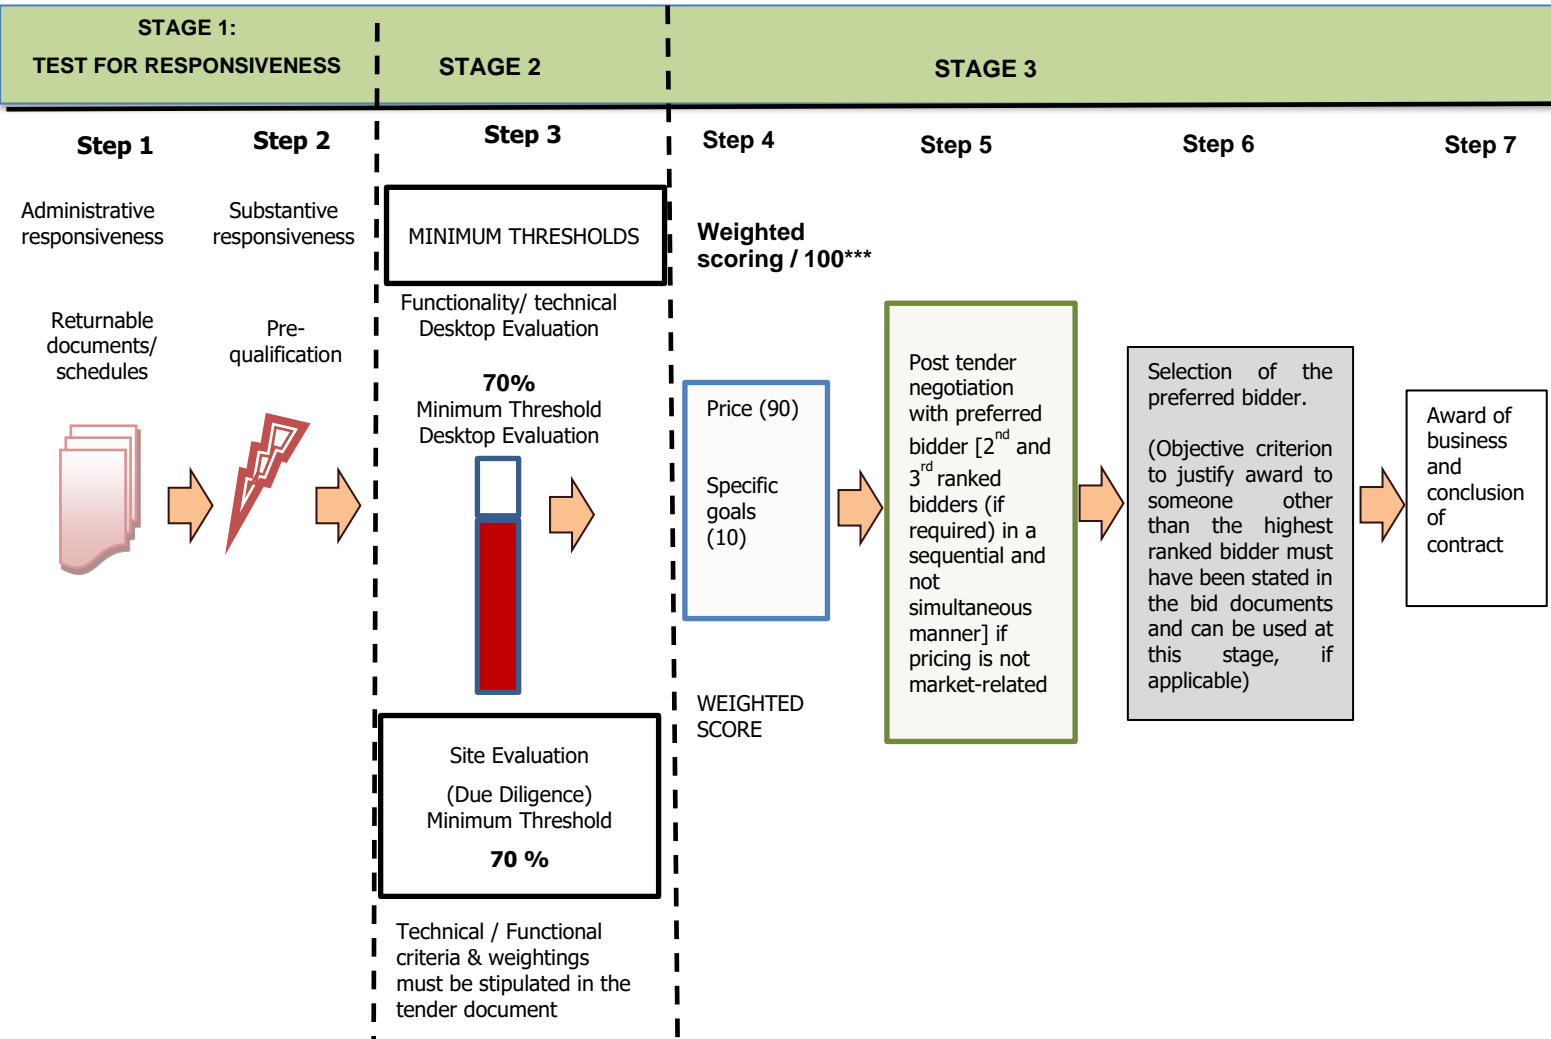 STAGE 1:
TEST FOR RESPONSIVENESS
STAGE 2
STAGE 3
Step 1
Step 2
Step 3
Step 4
Step 5
Step 6
Step 7
Administrative
responsiveness
Returnable
documents/
schedules
Substantive
responsiveness
Pre-
qualification
MINIMUM THRESHOLDS
Functionality/ technical
Desktop Evaluation
70%
Minimum Threshold
Desktop Evaluation
Site Evaluation
(Due Diligence)
Minimum Threshold
70 %
Technical / Functional
criteria & weightings
must be stipulated in the
tender document
Weighted
scoring / 100***
Price (90)
Specific
goals
(10)
WEIGHTED
SCORE
Post tender
negotiation
with preferred
bidder [2nd and
3rd ranked
bidders (if
required) in a
sequential and
not
simultaneous
manner] if
pricing is not
market-related
Selection of the
preferred bidder.
(Objective criterion
to justify award to
someone other
than the highest
ranked bidder must
have been stated in
the bid documents
and can be used at
this stage, if
applicable)
Award of
business
and
conclusion
of
contract